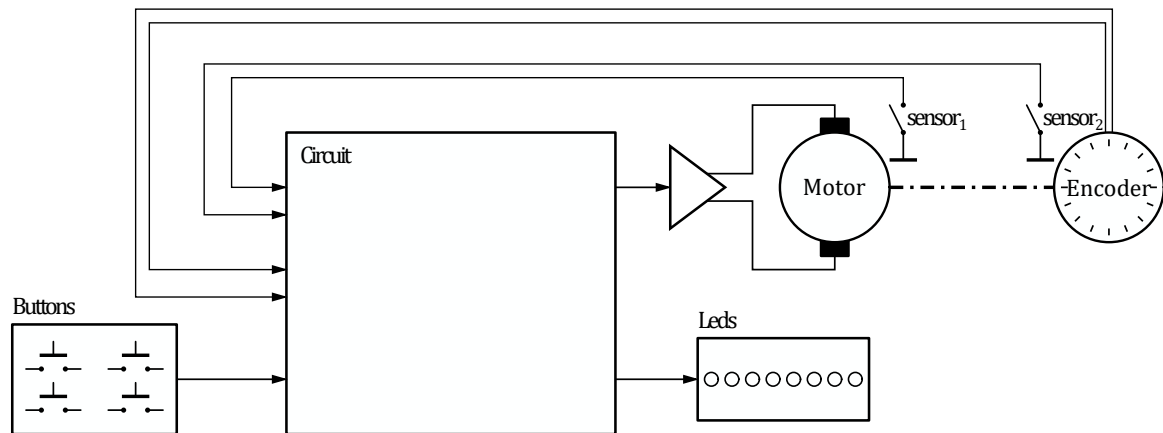 sensor₁
sensor₂
Circuit
Motor
Encoder
Buttons
Leds